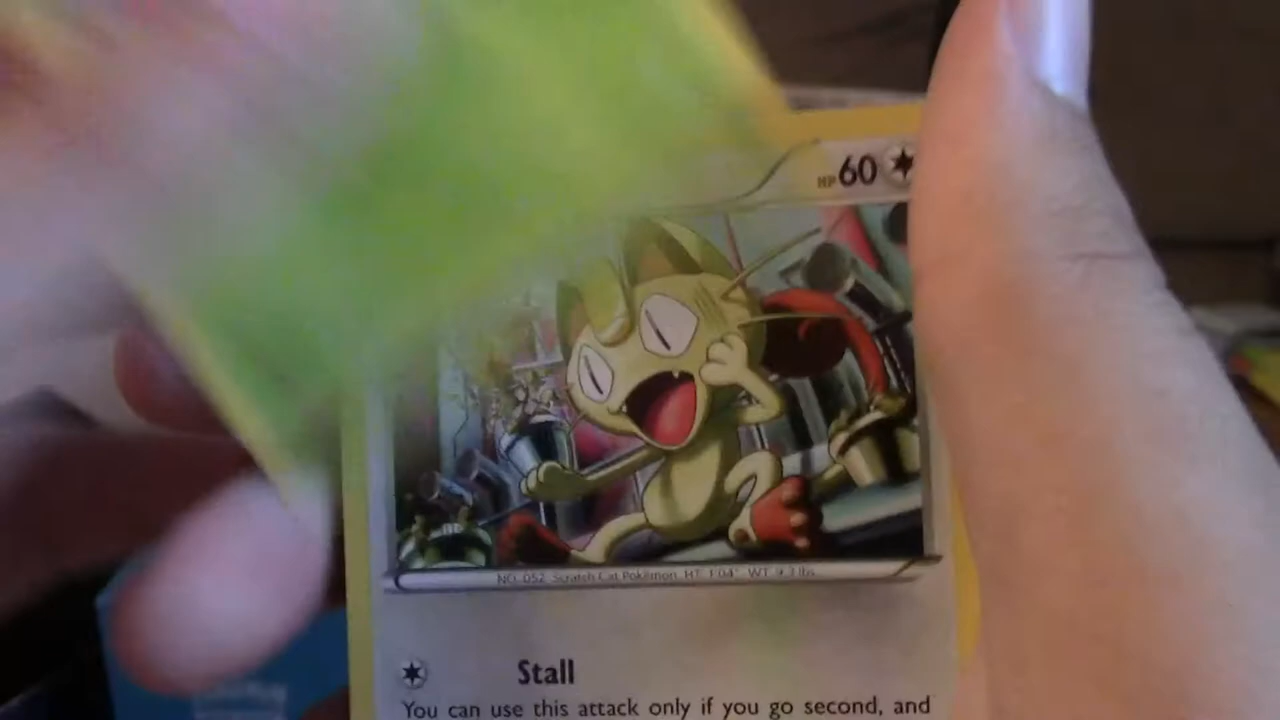 HP 60
NO. 052 Scratch Cat Pokémon HT: 1'04" WT: 9.3 lbs
Stall
You can use this attack only if you go second, and